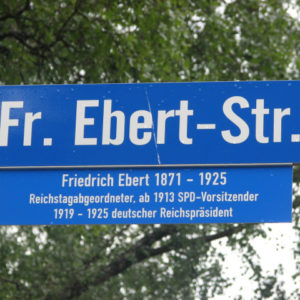 Fr. Ebert-Str.
Friedrich Ebert 1871 - 1925
Reichstagabgeordneter, ab 1913 SPD-Vorsitzender
1919 - 1925 deutscher Reichspräsident